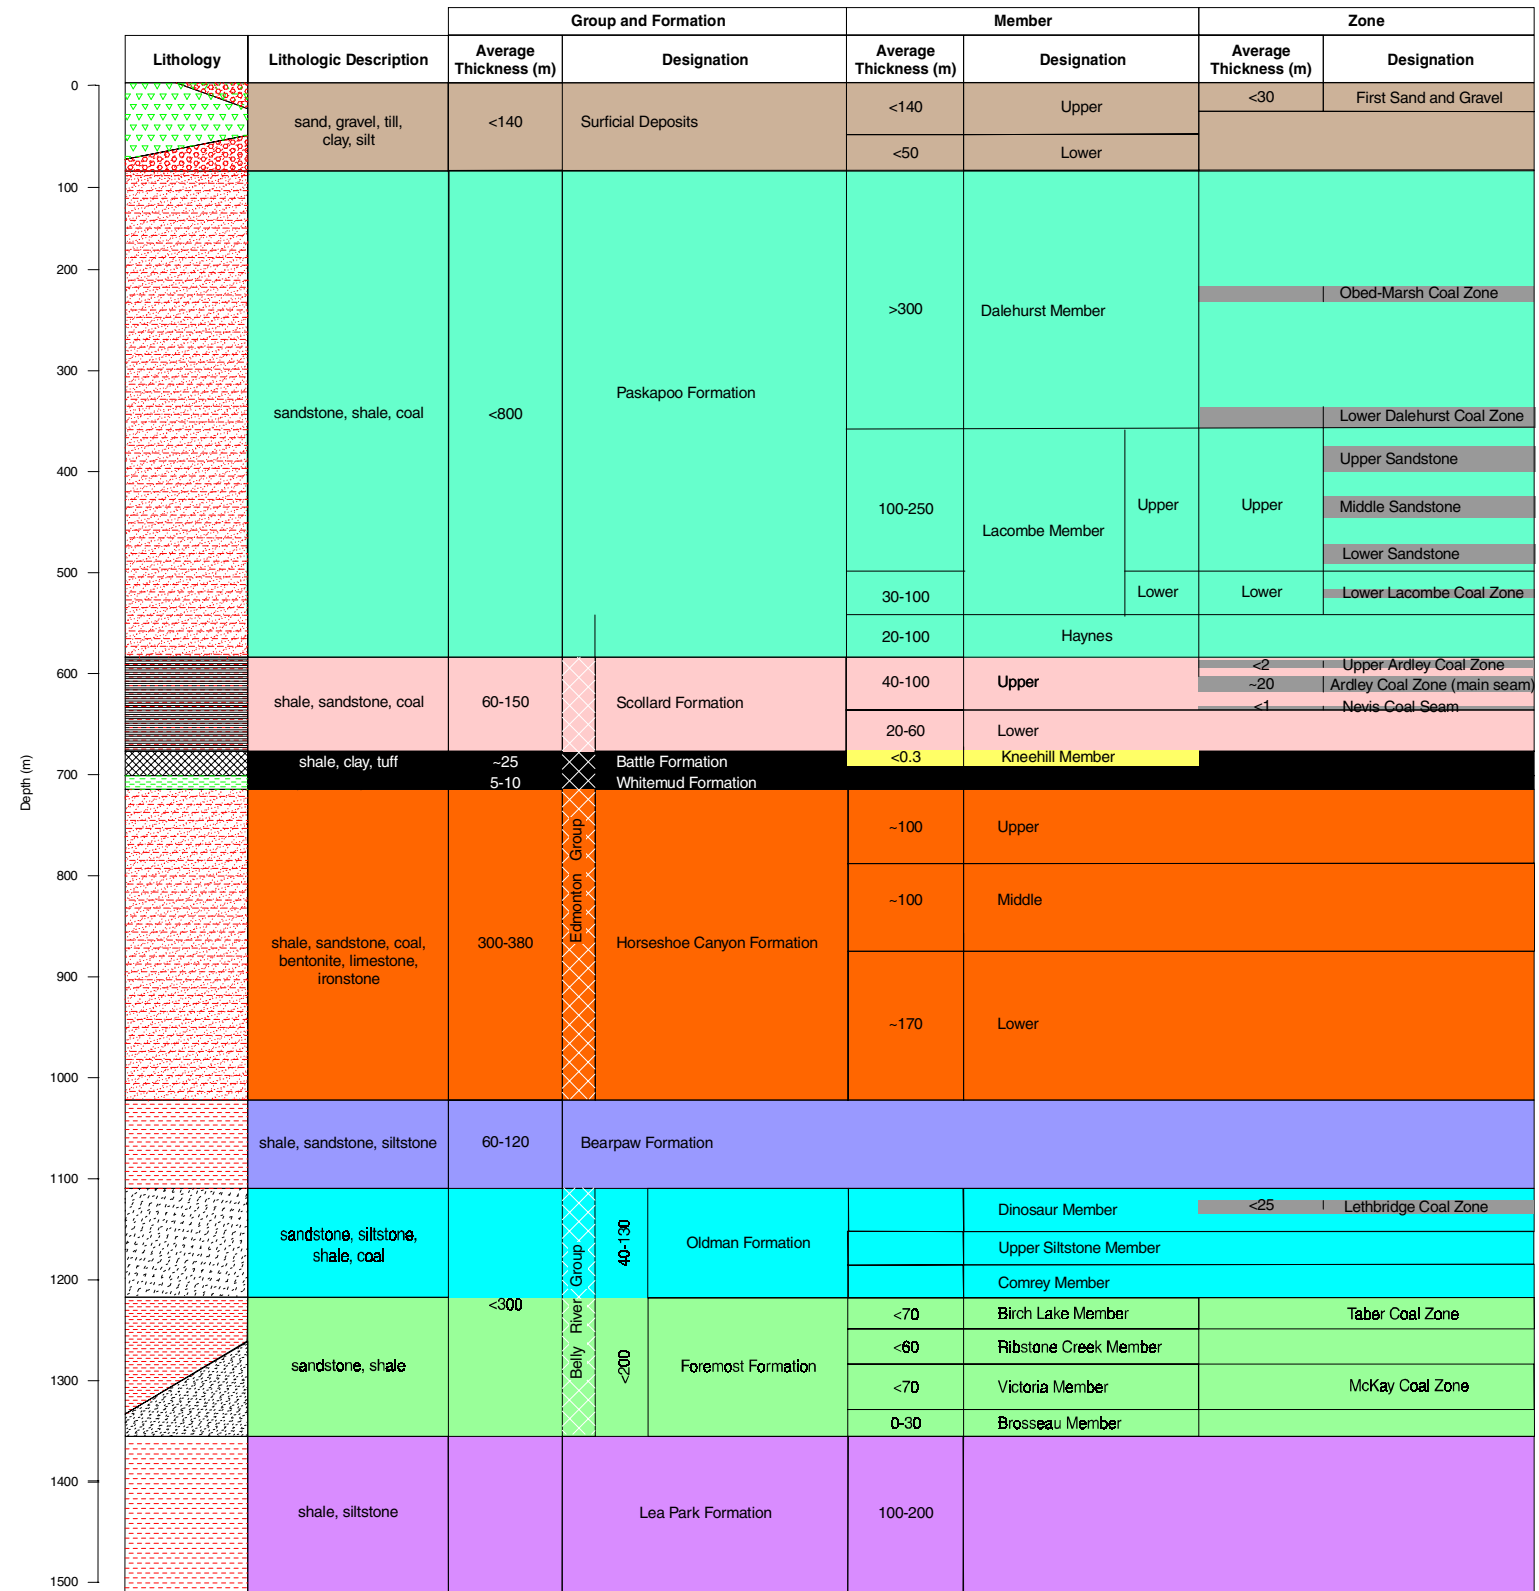 Group and Formation
Member
Zone
Lithology
Lithologic Description
Average
Thickness (m)
Designation
Average
Thickness (m)
Designation
Average
Thickness (m)
Designation
Depth (m)
0
100
200
300
400
500
600
700
800
900
1000
1100
1200
1300
1400
1500
sand, gravel, till,
clay, silt
<140
Surficial Deposits
<140
Upper
<50
Lower
<30
First Sand and Gravel
sandstone, shale, coal
<800
Paskapoo Formation
>300
Dalehurst Member
Obed-Marsh Coal Zone
Lower Dalehurst Coal Zone
100-250
Lacombe Member
Upper
Upper
Upper Sandstone
Middle Sandstone
Lower Sandstone
30-100
Lower
Lower
Lower Lacombe Coal Zone
20-100
Haynes
shale, sandstone, coal
60-150
Scollard Formation
40-100
Upper
<2
Upper Ardley Coal Zone
~20
Ardley Coal Zone (main seam)
<1
Nevis Coal Seam
20-60
Lower
shale, clay, tuff
~25
Battle Formation
<0.3
Kneehill Member
5-10
Whitemud Formation
Edmonton Group
shale, sandstone, coal,
bentonite, limestone,
ironstone
300-380
Horseshoe Canyon Formation
~100
Upper
~100
Middle
~170
Lower
shale, sandstone, siltstone
60-120
Bearpaw Formation
sandstone, siltstone,
shale, coal
<300
Belly River Group
40-130
Oldman Formation
Dinosaur Member
<25
Lethbridge Coal Zone
Upper Siltstone Member
Comrey Member
sandstone, shale
<200
Foremost Formation
<70
Birch Lake Member
Taber Coal Zone
<60
Ribstone Creek Member
<70
Victoria Member
McKay Coal Zone
0-30
Brosseau Member
shale, siltstone
Lea Park Formation
100-200